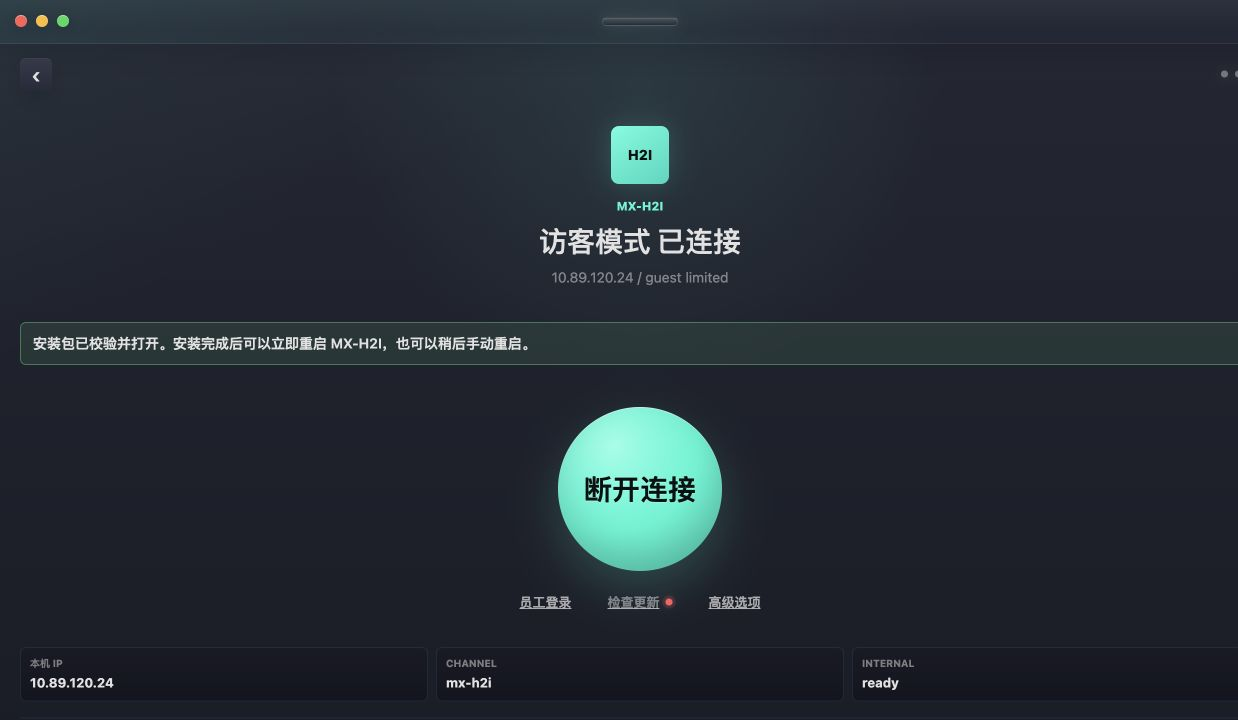 H2I
MX-H2I
访客模式 已连接
10.89.120.24 / guest limited
安装包已校验并打开。安装完成后可以立即重启 MX-H2I，也可以稍后手动重启。
断开连接
员工登录 检查更新 高级选项
本机 IP CHANNEL INTERNAL
10.89.120.24 mx-h2i ready